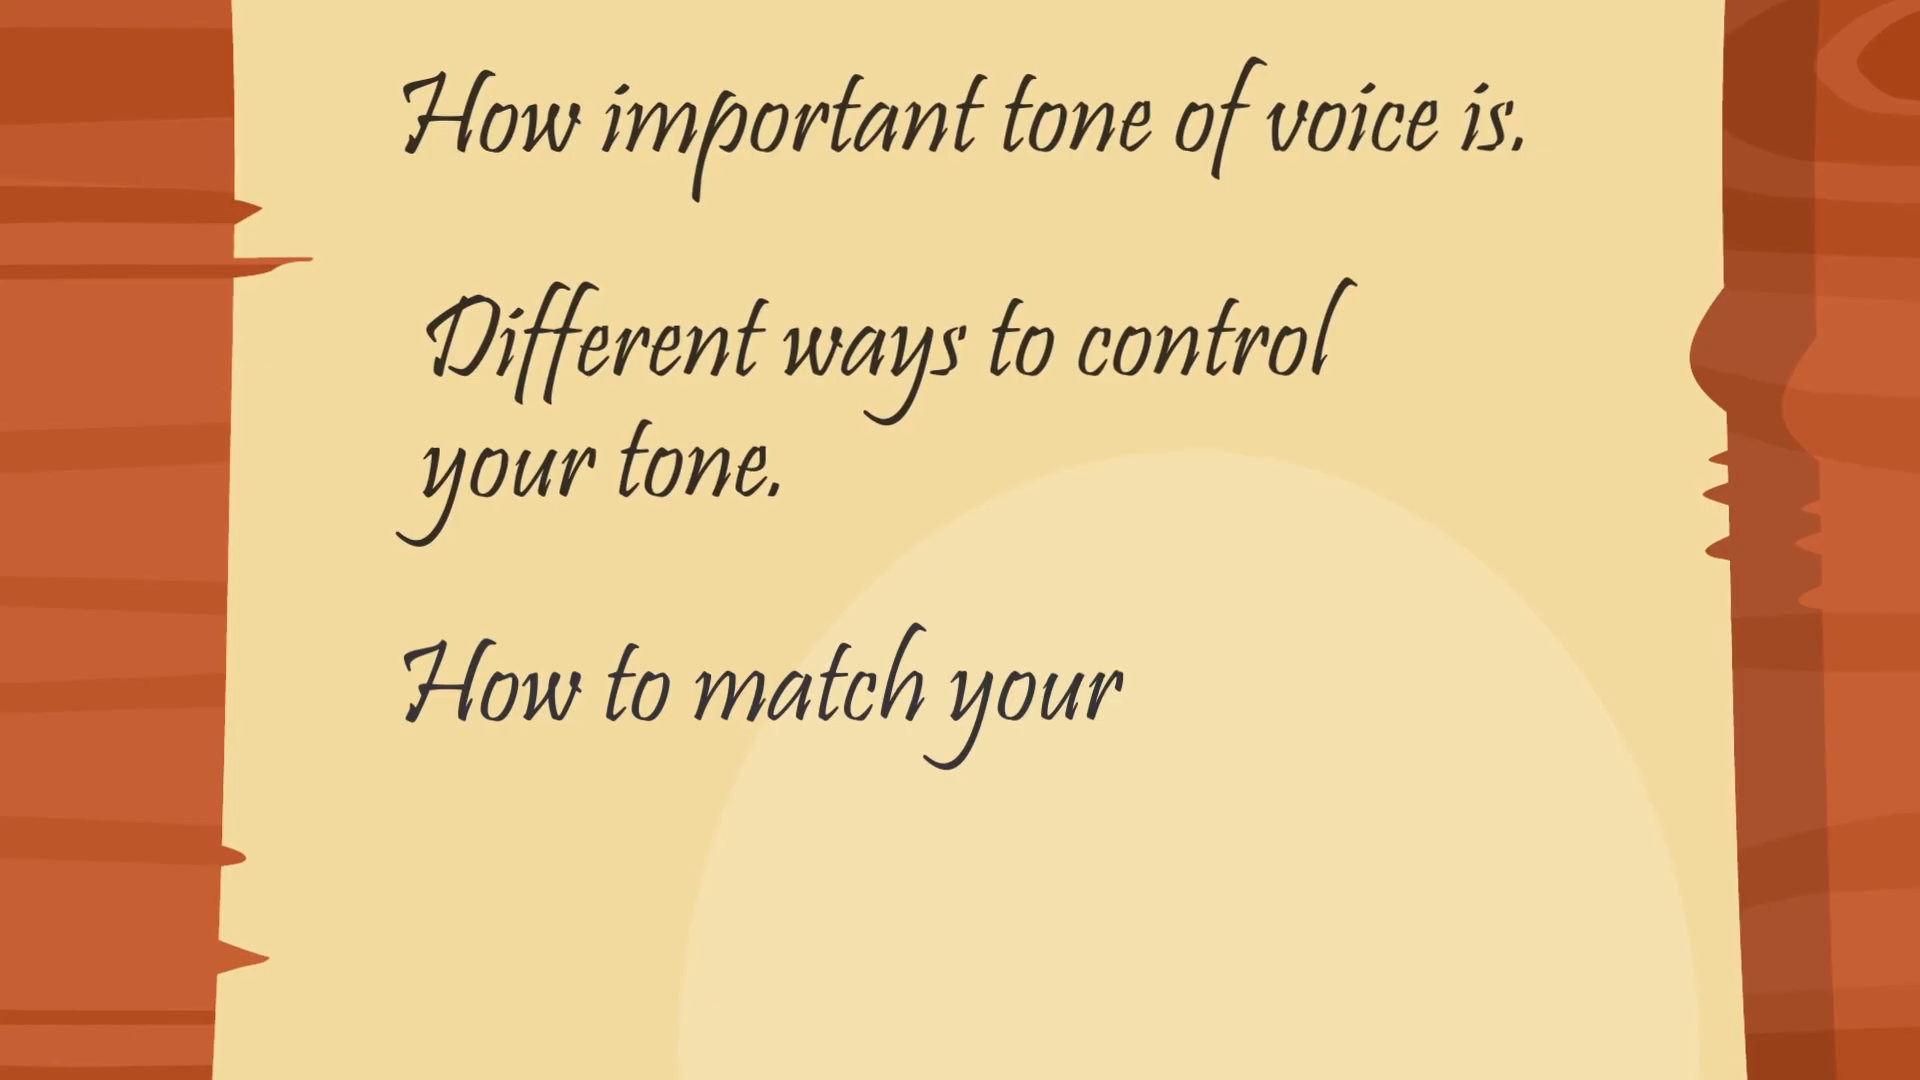 How important tone of voice is.
Different ways to control
your tone.
How to match your